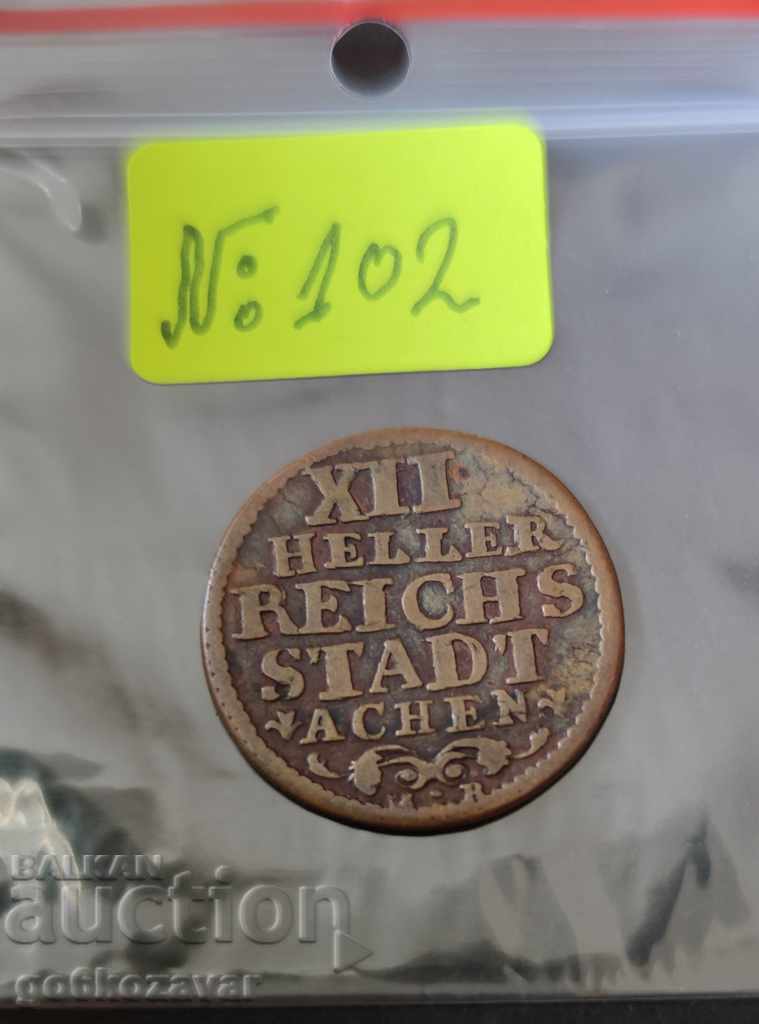 №: 102
XII
HELLER
REICHS
STADT
ACHEN
M · R
BALKAN
auction
gobkozavar